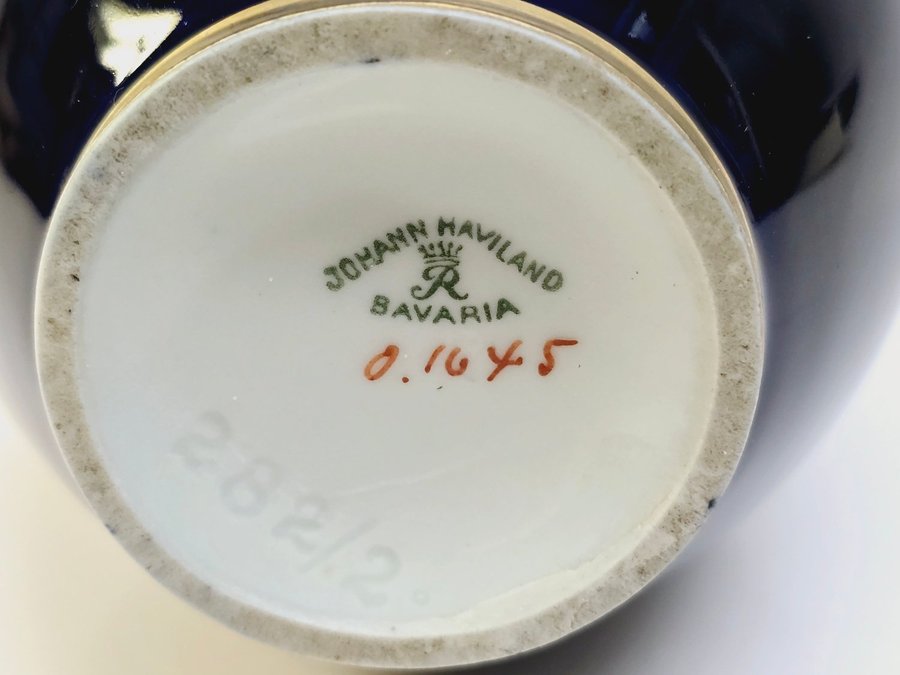 JOHANN HAVILAND
R
BAVARIA
0.1645
282/2